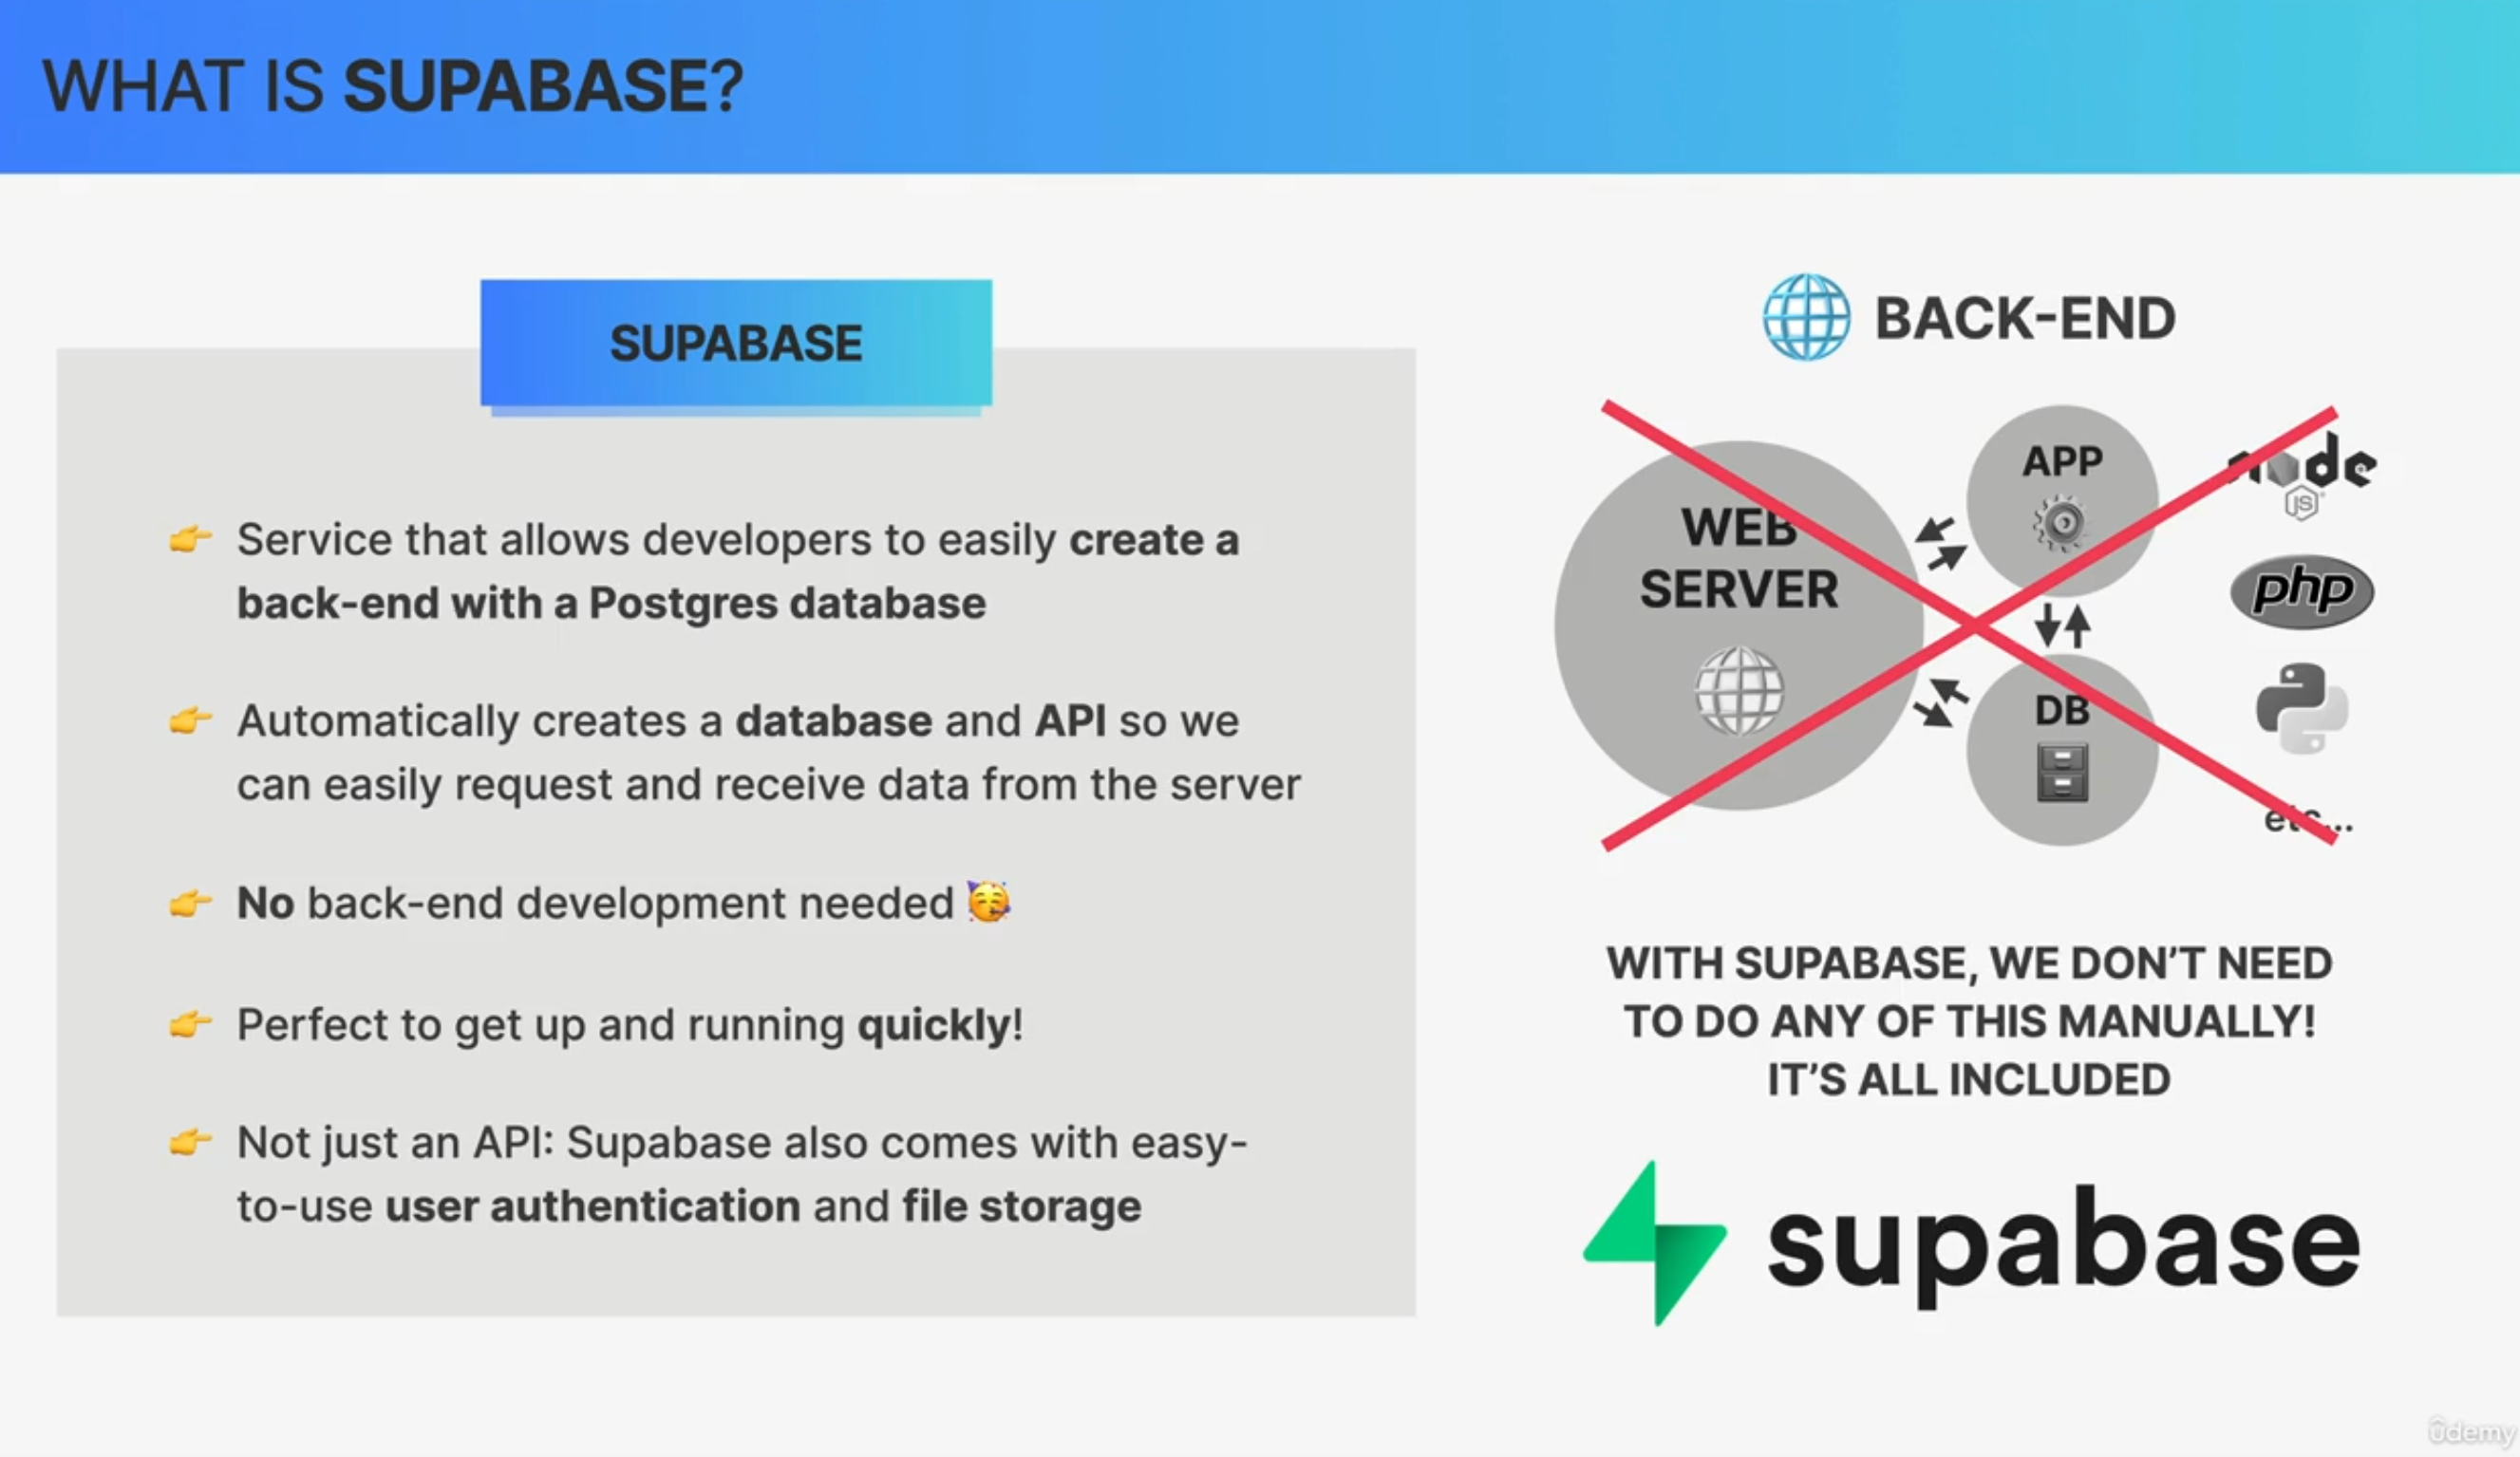 WHAT IS SUPABASE?
SUPABASE
👉 Service that allows developers to easily create a
back-end with a Postgres database
👉 Automatically creates a database and API so we
can easily request and receive data from the server
👉 No back-end development needed 🥳
👉 Perfect to get up and running quickly!
👉 Not just an API: Supabase also comes with easy-
to-use user authentication and file storage
🌐 BACK-END
WEB
SERVER
APP
DB
node
JS
php
etc...
WITH SUPABASE, WE DON’T NEED
TO DO ANY OF THIS MANUALLY!
IT’S ALL INCLUDED
supabase
ûdemy